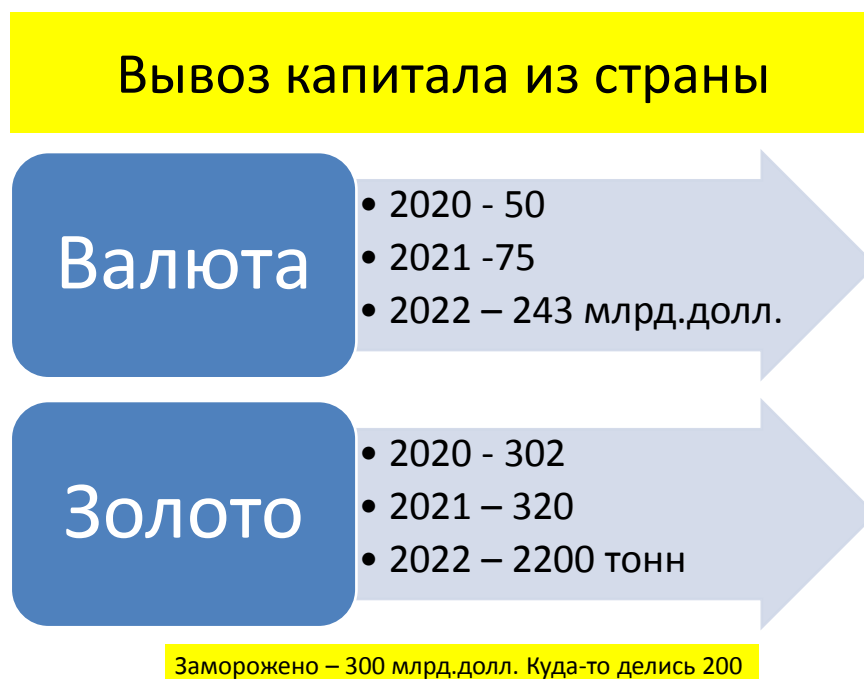 Вывоз капитала из страны
Валюта
• 2020 - 50
• 2021 -75
• 2022 – 243 млрд.долл.
Золото
• 2020 - 302
• 2021 – 320
• 2022 – 2200 тонн
Заморожено – 300 млрд.долл. Куда-то делись 200